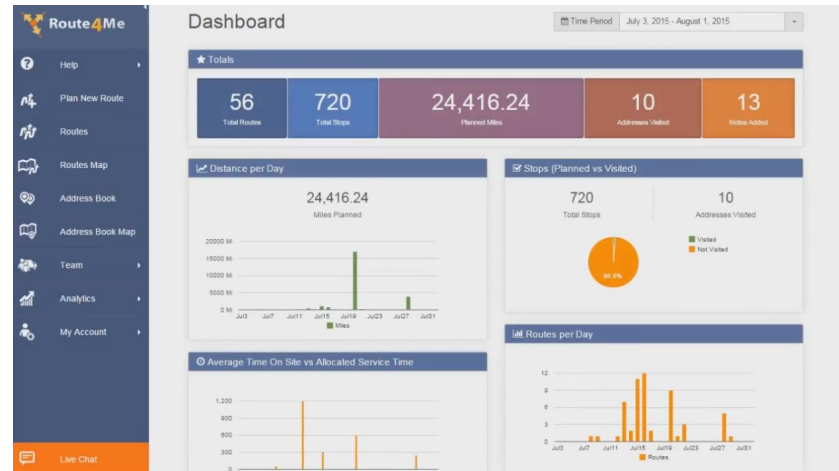 Route4Me
Help
Plan New Route
Routes
Routes Map
Address Book
Address Book Map
Team
Analytics
My Account
Live Chat
Dashboard
Time Period July 3, 2015 - August 1, 2015
Totals
56
Total Routes
720
Total Stops
24,416.24
Planned Miles
10
Addresses Visited
13
Notes Added
Distance per Day
24,416.24
Miles Planned
20000 Mi
15000 Mi
10000 Mi
5000 Mi
0 Mi
Jul3 Jul7 Jul11 Jul15 Jul19 Jul23 Jul27 Jul31
Miles
Stops (Planned vs Visited)
720
Total Stops
10
Addresses Visited
Visited
Not Visited
Average Time On Site vs Allocated Service Time
1,200
900
600
300
0
Routes per Day
12
9
6
3
0
Jul3 Jul7 Jul11 Jul15 Jul19 Jul23 Jul27 Jul31
Routes